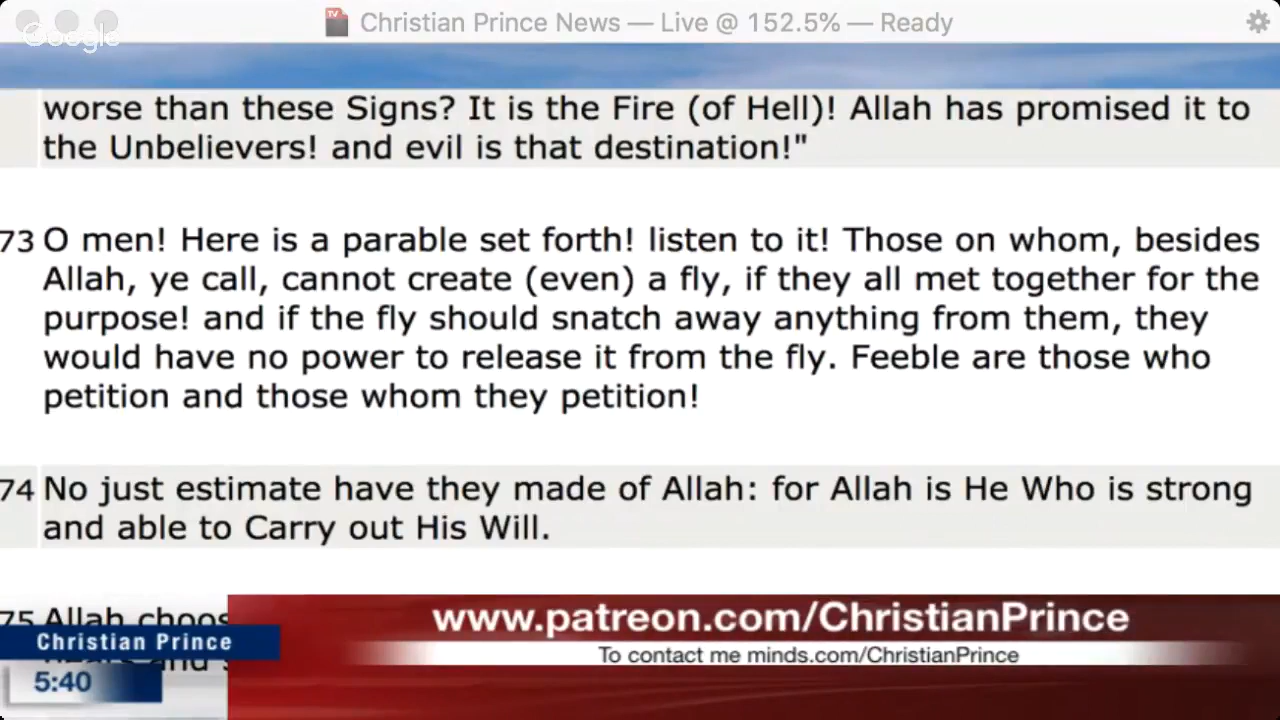 Christian Prince News — Live @ 152.5% — Ready
Google
worse than these Signs? It is the Fire (of Hell)! Allah has promised it to
the Unbelievers! and evil is that destination!"
73 O men! Here is a parable set forth! listen to it! Those on whom, besides
Allah, ye call, cannot create (even) a fly, if they all met together for the
purpose! and if the fly should snatch away anything from them, they
would have no power to release it from the fly. Feeble are those who
petition and those whom they petition!
74 No just estimate have they made of Allah: for Allah is He Who is strong
and able to Carry out His Will.
75 Allah
Christian Prince
and
5:40
www.patreon.com/ChristianPrince
To contact me minds.com/ChristianPrince